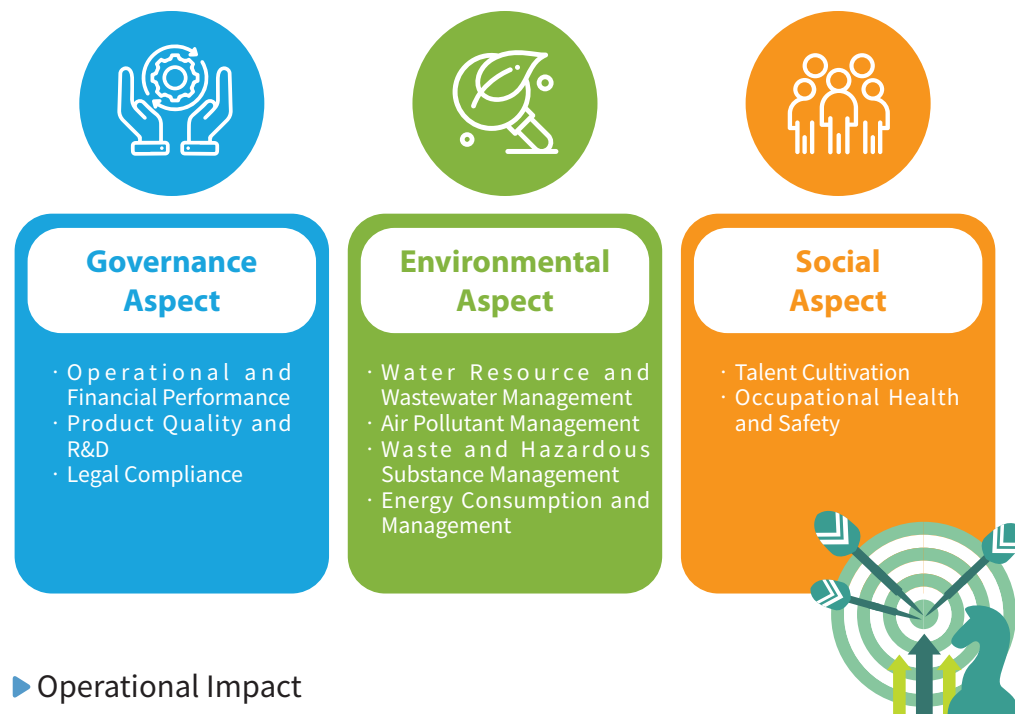 Governance
Aspect
· Operational and
Financial Performance
· Product Quality and
R&D
· Legal Compliance
Environmental
Aspect
· Water Resource and
Wastewater Management
· Air Pollutant Management
· Waste and Hazardous
Substance Management
· Energy Consumption and
Management
Social
Aspect
· Talent Cultivation
· Occupational Health
and Safety
Operational Impact